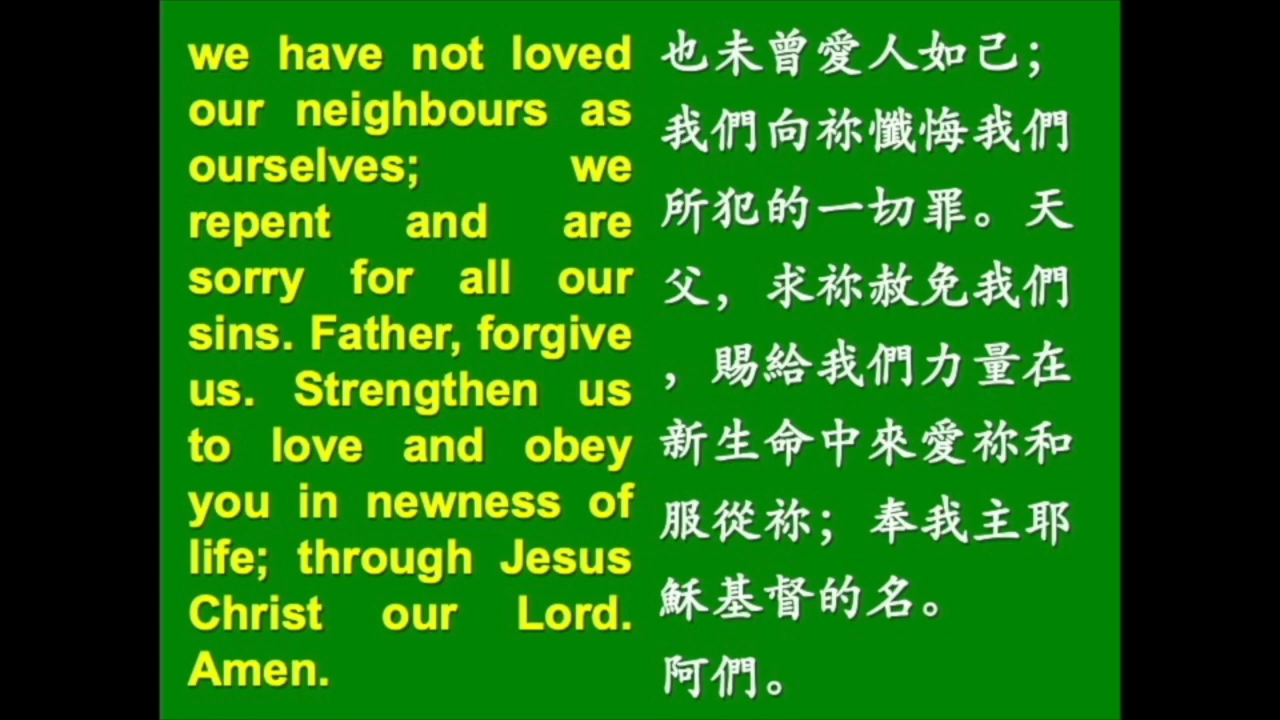 we have not loved
our neighbours as
ourselves; we
repent and are
sorry for all our
sins. Father, forgive
us. Strengthen us
to love and obey
you in newness of
life; through Jesus
Christ our Lord.
Amen.
也未曾愛人如己；
我們向祢懺悔我們
所犯的一切罪。天
父，求祢赦免我們
，賜給我們力量在
新生命中來愛祢和
服從祢；奉我主耶
穌基督的名。
阿們。